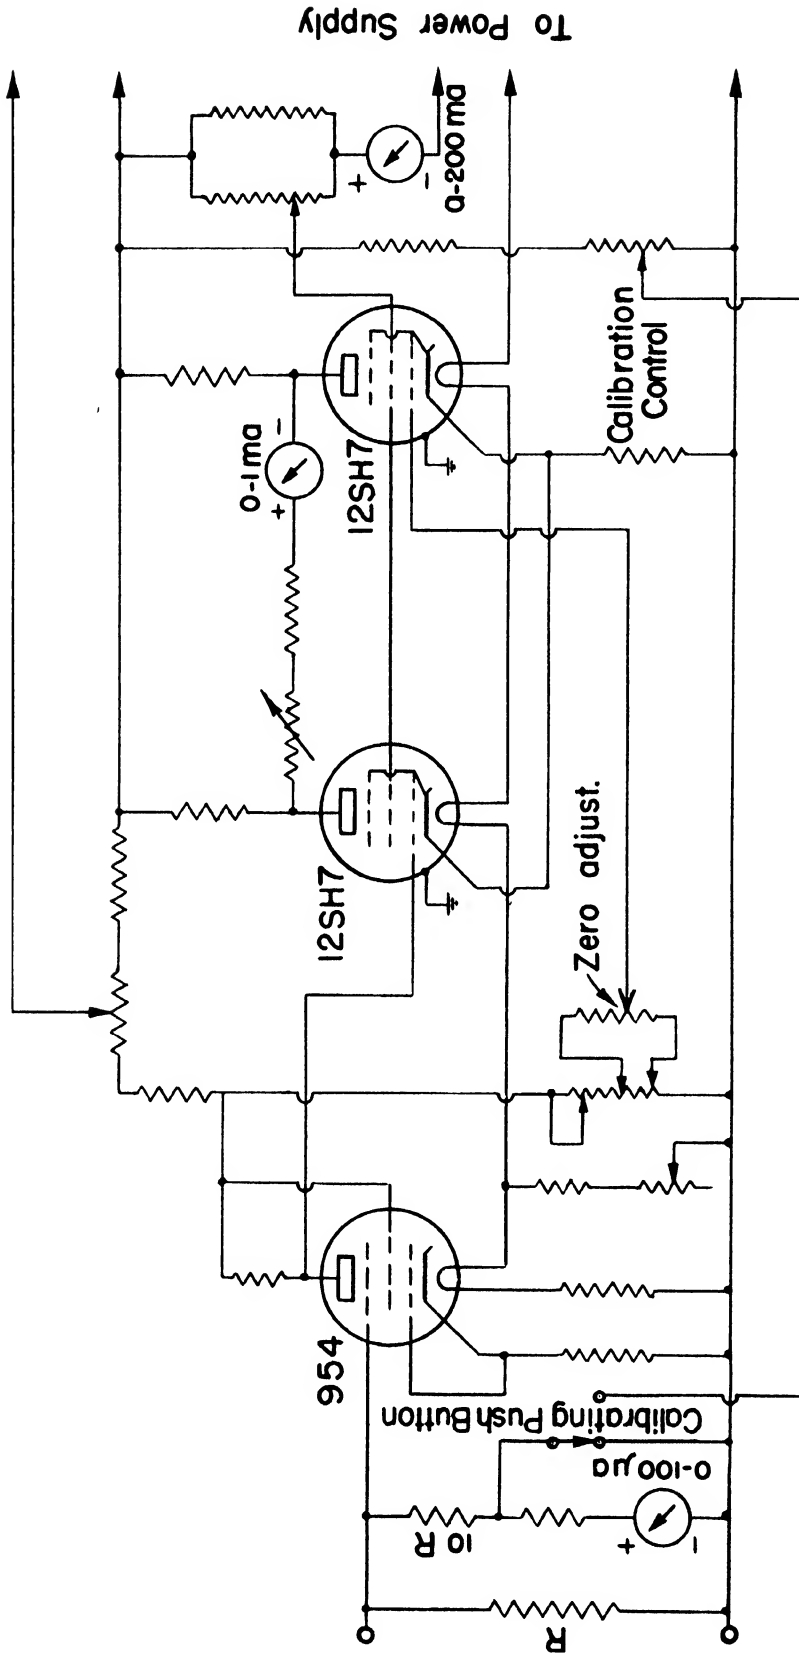 To Power Supply
0-200 ma
0-1 ma
+
-
+
-
12SH7
Calibration
Control
12SH7
Zero adjust.
954
Calibrating Push Button
0-100 µa
+
-
10 R
R